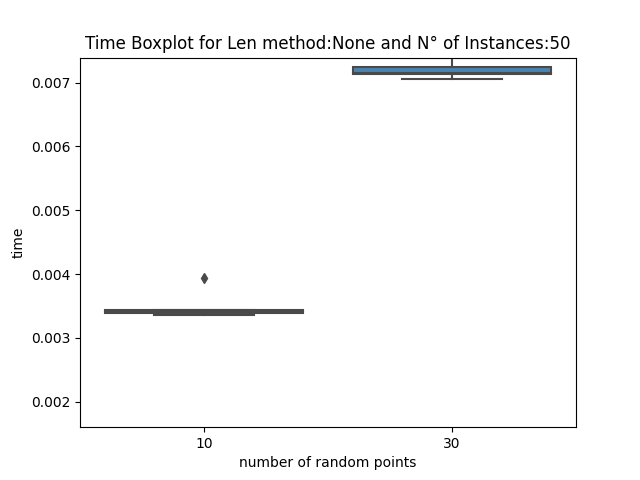 Time Boxplot for Len method:None and N° of Instances:50
0.007
0.006
0.005
0.004
0.003
0.002
time
10
30
number of random points